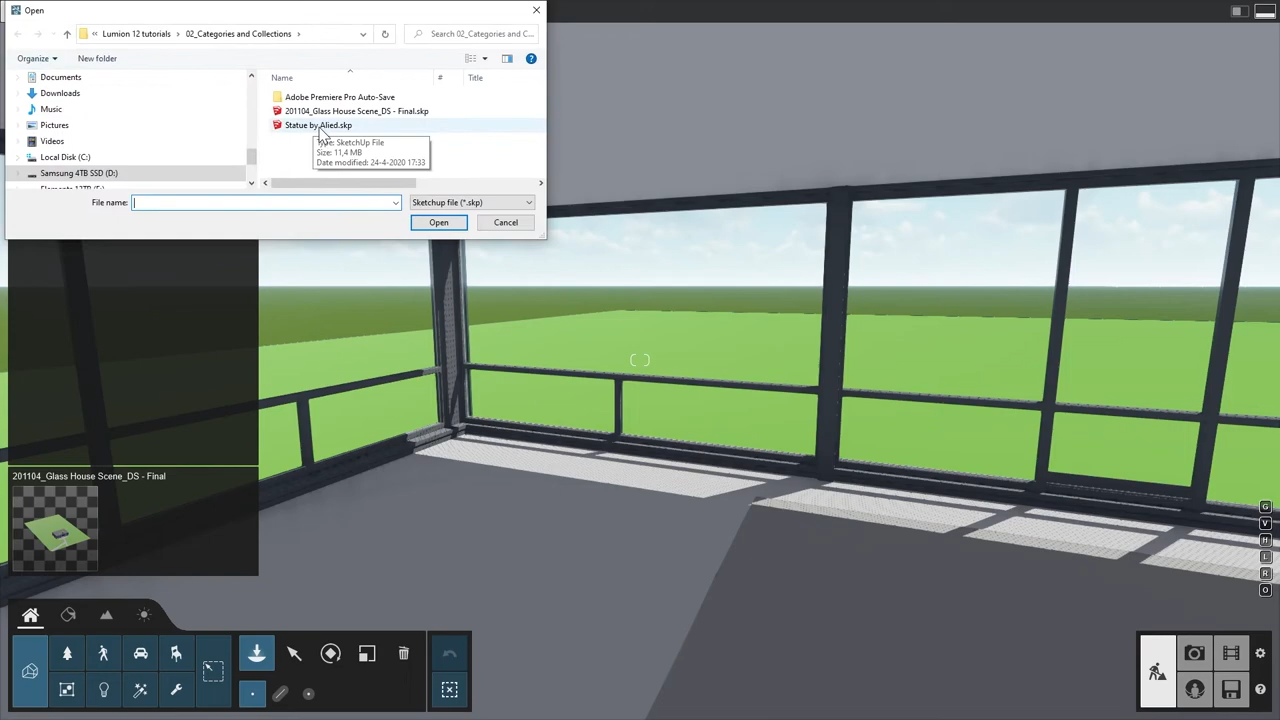 Open
Lumion 12 tutorials
02_Categories and Collections
Search 02_Categories and C...
Organize
New folder
Documents
Downloads
Music
Pictures
Videos
Local Disk (C:)
Samsung 4TB SSD (D:)
Name
#
Title
Adobe Premiere Pro Auto-Save
201104_Glass House Scene_DS - Final.skp
Statue by Alied.skp
Type: SketchUp File
Size: 11,4 MB
Date modified: 24-4-2020 17:33
File name:
Sketchup file (*.skp)
Open
Cancel
201104_Glass House Scene_DS - Final
G
V
H
L
R
O